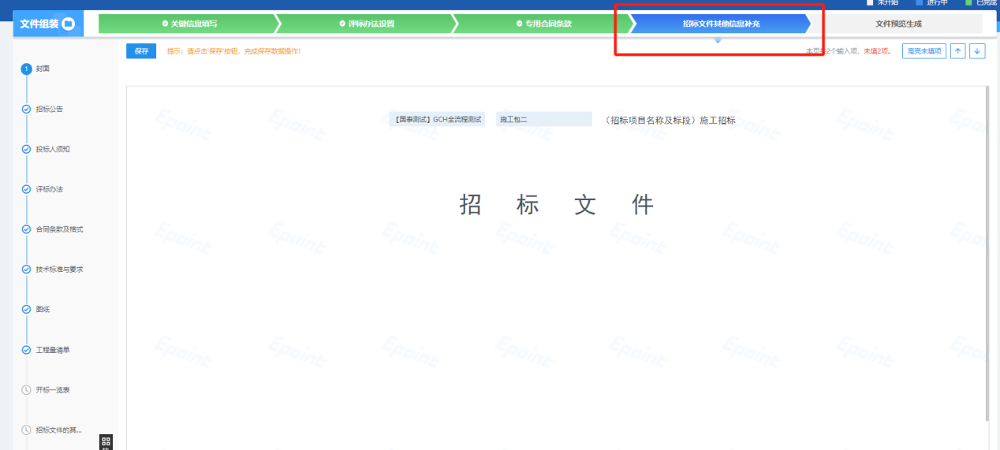 未开始 进行中 已完成
文件组装 关键信息填写 评标办法设置 专用合同条款 招标文件其他信息补充 文件预览生成
保存 提示：请点击'保存'按钮，完成保存数据操作! 未填2项。 高亮未填项
1 封面
招标公告
投标人须知
评标办法
合同条款及格式
技术标准与要求
图纸
工程量清单
开标一览表
招标文件的其...
【国泰测试】GCH全流程测试 施工包二 （招标项目名称及标段）施工招标
招 标 文 件
Epoint